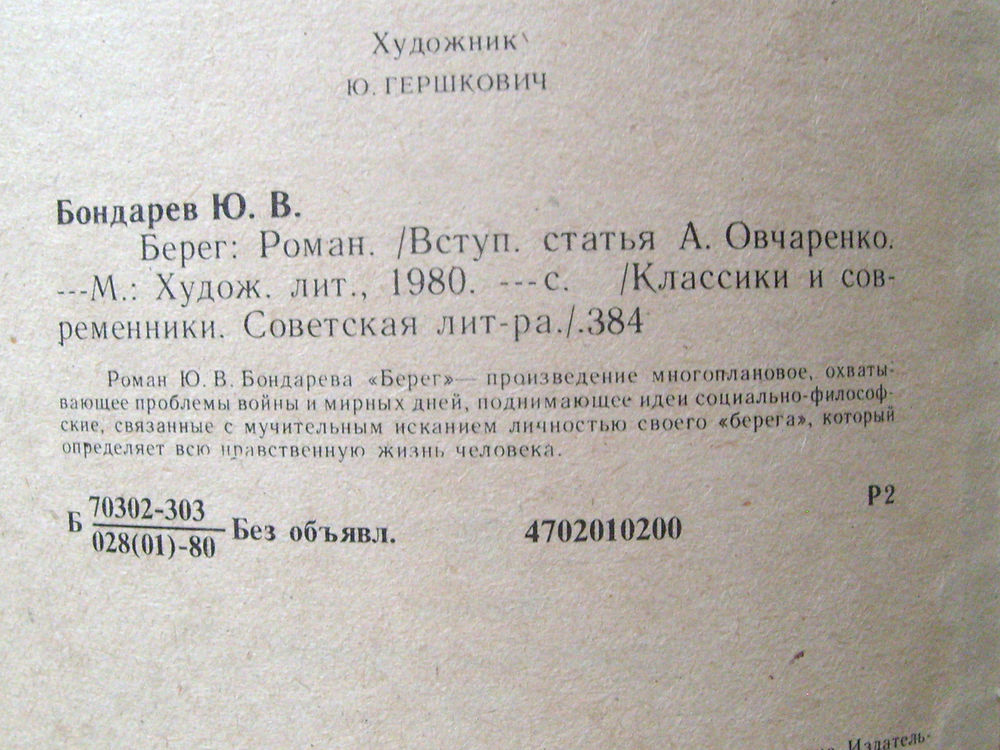 Художник
Ю. ГЕРШКОВИЧ
Бондарев Ю. В.
Берег: Роман. /Вступ. статья А. Овчаренко.
---М.: Худож. лит., 1980. ---с. /Классики и сов-
ременники. Советская лит-ра./.384
Роман Ю. В. Бондарева «Берег»— произведение многоплановое, охваты-
вающее проблемы войны и мирных дней, поднимающее идеи социально-философ-
ские, связанные с мучительным исканием личностью своего «берега», который
определяет всю нравственную жизнь человека.
Б 70302-303
028(01)-80 Без объявл. 4702010200 Р2
Издатель-